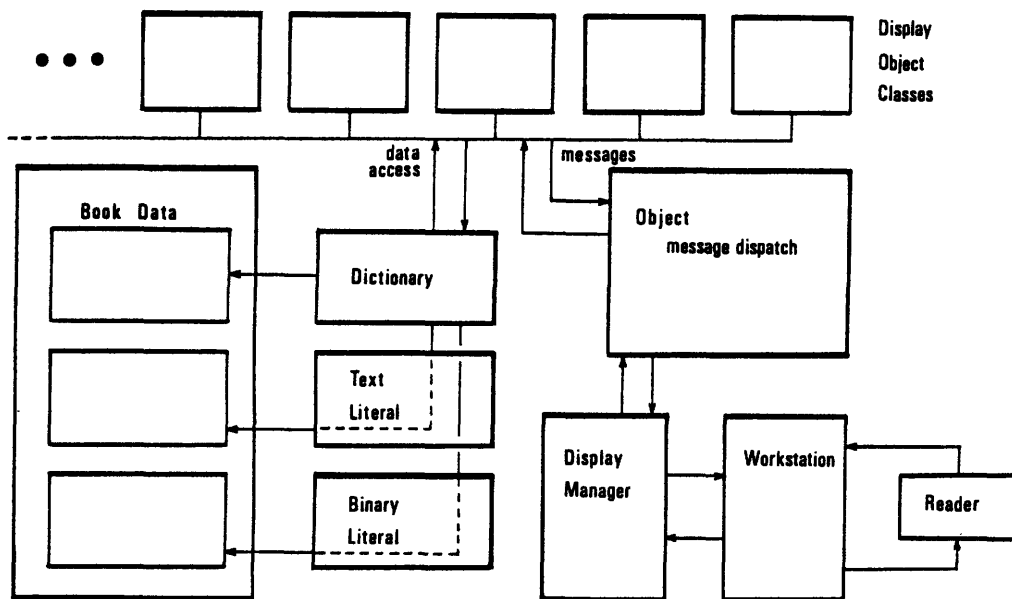 Display
Object
Classes
data
access
messages
Book Data
Object
message dispatch
Dictionary
Text
Literal
Display
Manager
Workstation
Reader
Binary
Literal